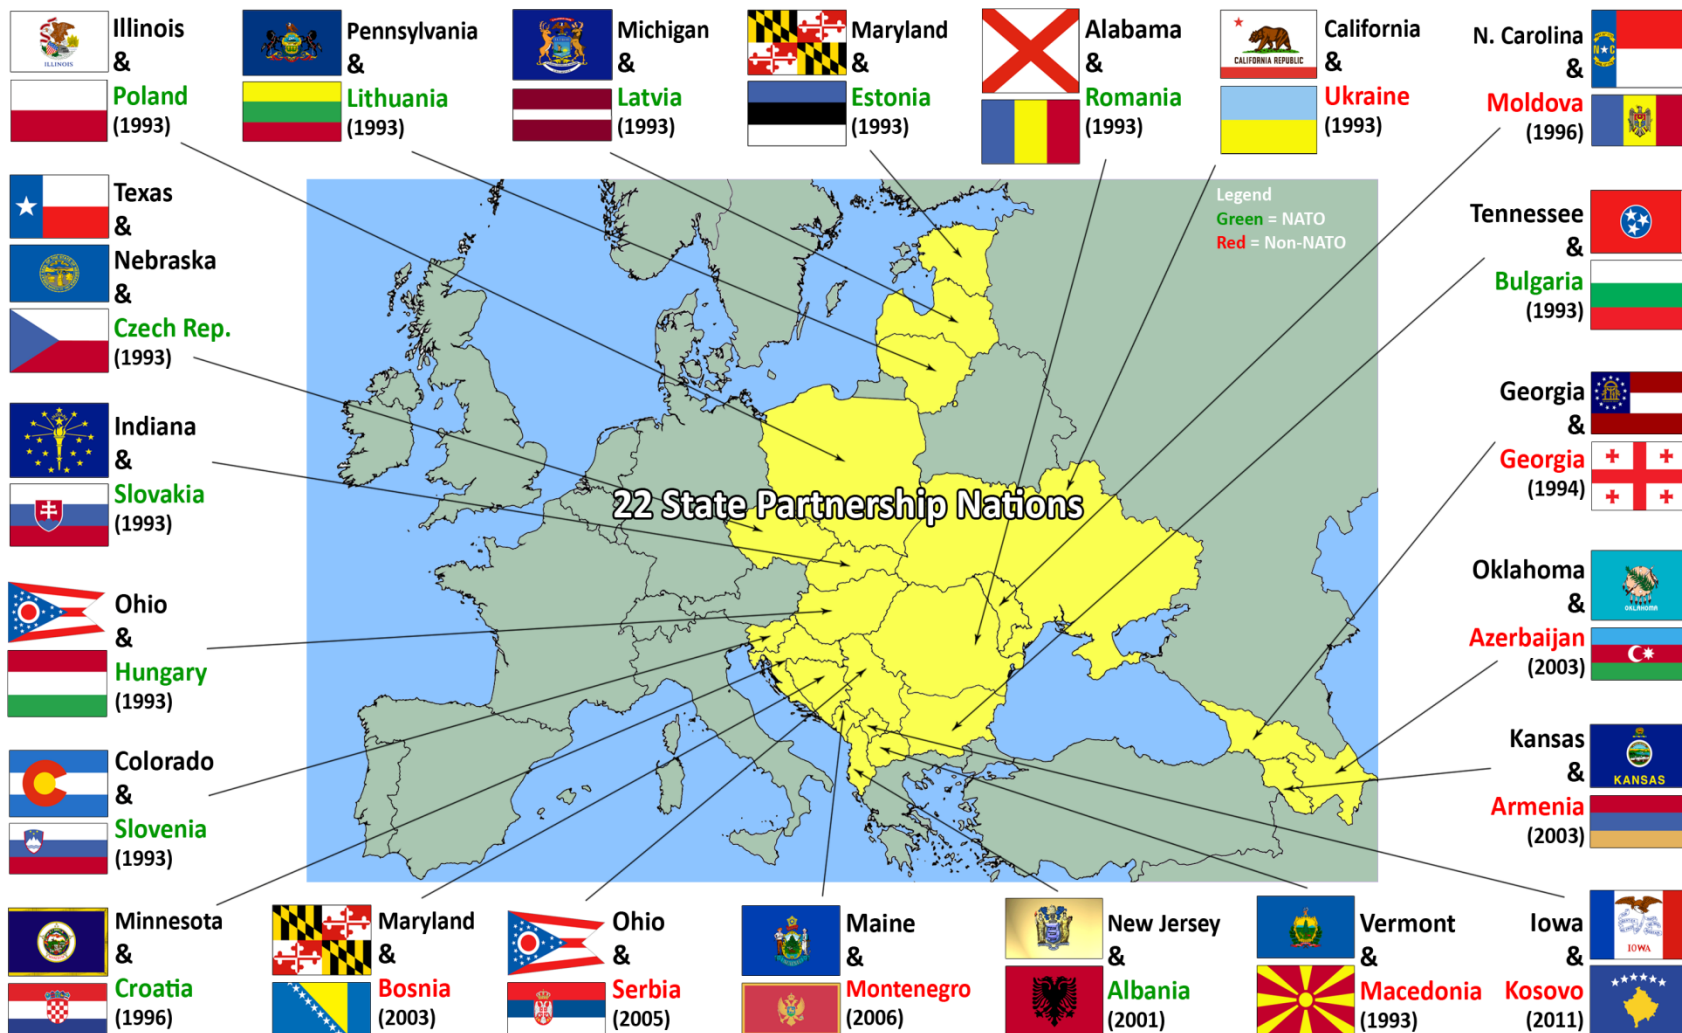 Illinois
&
Poland
(1993)
ILLINOIS
Pennsylvania
&
Lithuania
(1993)
Michigan
&
Latvia
(1993)
Maryland
&
Estonia
(1993)
Alabama
&
Romania
(1993)
California
&
Ukraine
(1993)
CALIFORNIA REPUBLIC
N. Carolina
&
Moldova
(1996)
N C
Texas
&
Nebraska
&
Czech Rep.
(1993)
Legend
Green = NATO
Red = Non-NATO
Tennessee
&
Bulgaria
(1993)
Indiana
&
Slovakia
(1993)
Georgia
&
Georgia
(1994)
22 State Partnership Nations
Ohio
&
Hungary
(1993)
Oklahoma
&
Azerbaijan
(2003)
OKLAHOMA
Colorado
&
Slovenia
(1993)
Kansas
&
Armenia
(2003)
KANSAS
Minnesota
&
Croatia
(1996)
Maryland
&
Bosnia
(2003)
Ohio
&
Serbia
(2005)
Maine
&
Montenegro
(2006)
New Jersey
&
Albania
(2001)
Vermont
&
Macedonia
(1993)
Iowa
&
Kosovo
(2011)
IOWA